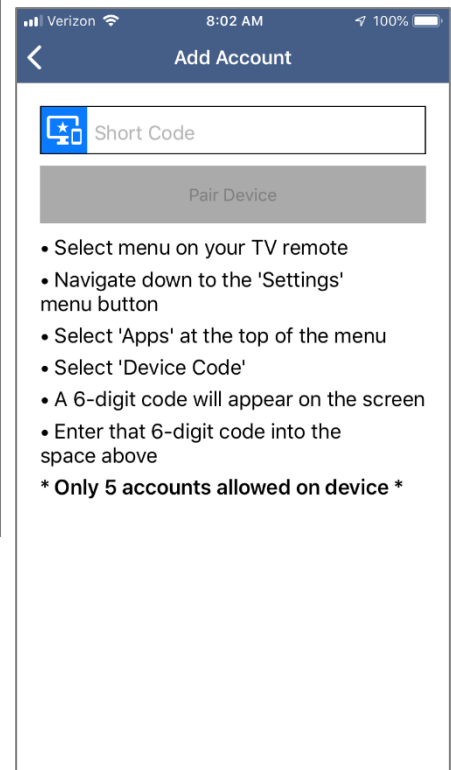 Verizon 8:02 AM 100%
Add Account
Short Code
Pair Device
• Select menu on your TV remote
• Navigate down to the 'Settings'
menu button
• Select 'Apps' at the top of the menu
• Select 'Device Code'
• A 6-digit code will appear on the screen
• Enter that 6-digit code into the
space above
* Only 5 accounts allowed on device *